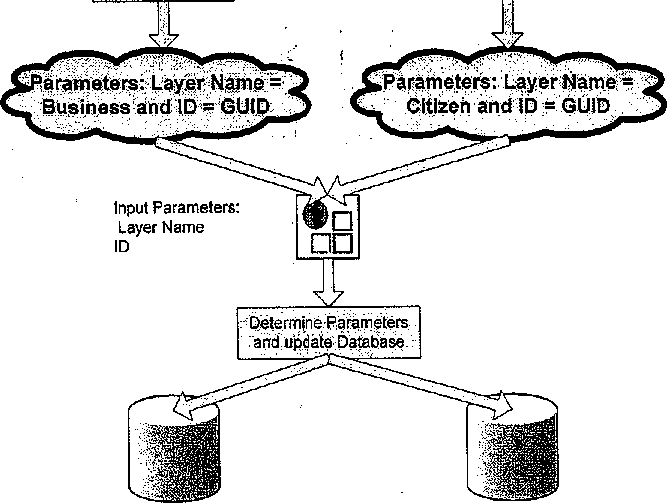 Parameters: Layer Name =
Business and ID = GUID
Parameters: Layer Name =
Citizen and ID = GUID
Input Parameters:
Layer Name
ID
Determine Parameters
and update Database